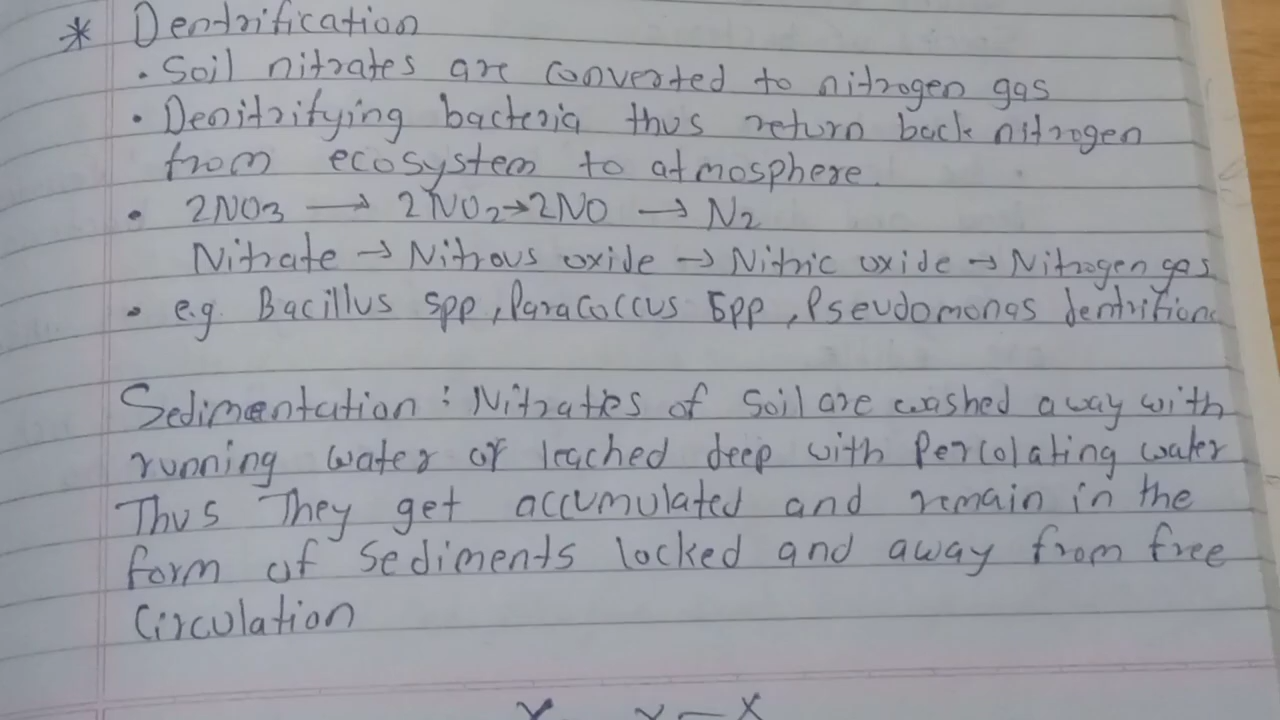 * Dentrification
• Soil nitrates are converted to nitrogen gas
• Denitrifying bacteria thus return back nitrogen
from ecosystem to atmosphere.
• 2NO3 → 2NO2→2NO → N2
Nitrate → Nitrous oxide → Nitric oxide → Nitrogen gas
• e.g. Bacillus spp, Paracoccus spp, Pseudomonas
Sedimentation : Nitraties of Soil are washed away with
running water or leached deep with Percolating water
Thus They get accumulated and remain in the
form of Sediments locked and away from free
Circulation
x x – x